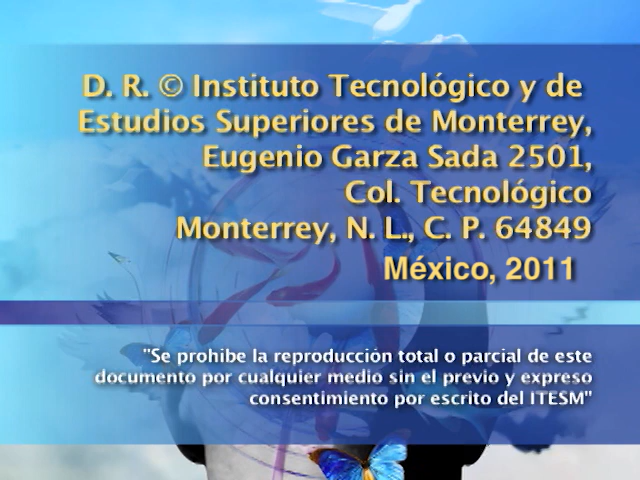 D. R. © Instituto Tecnológico y de
Estudios Superiores de Monterrey,
Eugenio Garza Sada 2501,
Col. Tecnológico
Monterrey, N. L., C. P. 64849
México, 2011
"Se prohibe la reproducción total o parcial de este
documento por cualquier medio sin el previo y expreso
consentimiento por escrito del ITESM"